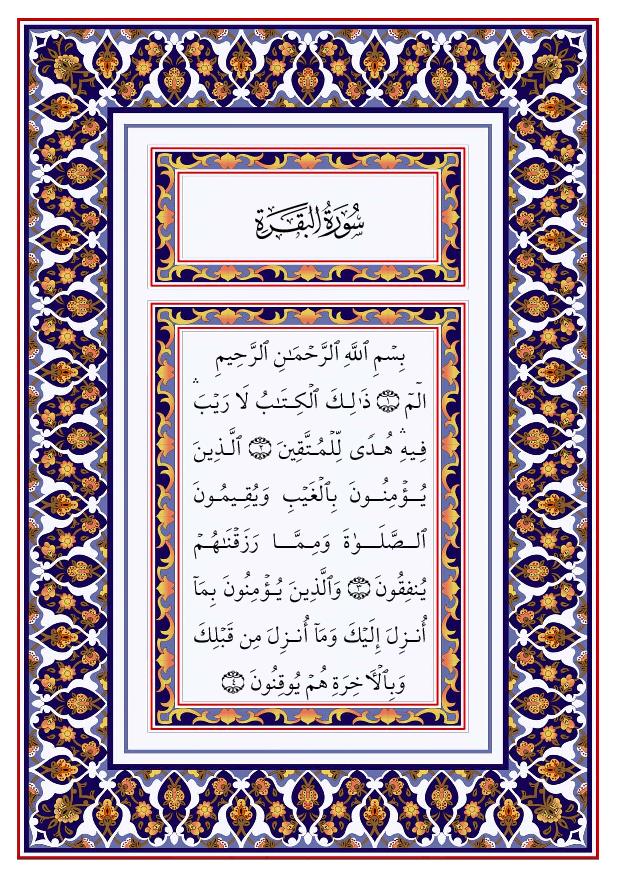 سُورَةُ الْبَقَرَةِ
بِسْمِ ٱللَّهِ ٱلرَّحْمَـٰنِ ٱلرَّحِيمِ
الٓمٓ ﴿١﴾ ذَٰلِكَ ٱلْكِتَـٰبُ لَا رَيْبَ ۛ
فِيهِ ۛ هُدًى لِّلْمُتَّقِينَ ﴿٢﴾ ٱلَّذِينَ
يُؤْمِنُونَ بِٱلْغَيْبِ وَيُقِيمُونَ
ٱلصَّلَوٰةَ وَمِمَّا رَزَقْنَـٰهُمْ
يُنفِقُونَ ﴿٣﴾ وَٱلَّذِينَ يُؤْمِنُونَ بِمَآ
أُنزِلَ إِلَيْكَ وَمَآ أُنزِلَ مِن قَبْلِكَ
وَبِٱلْأَخِرَةِ هُمْ يُوقِنُونَ ﴿٤﴾